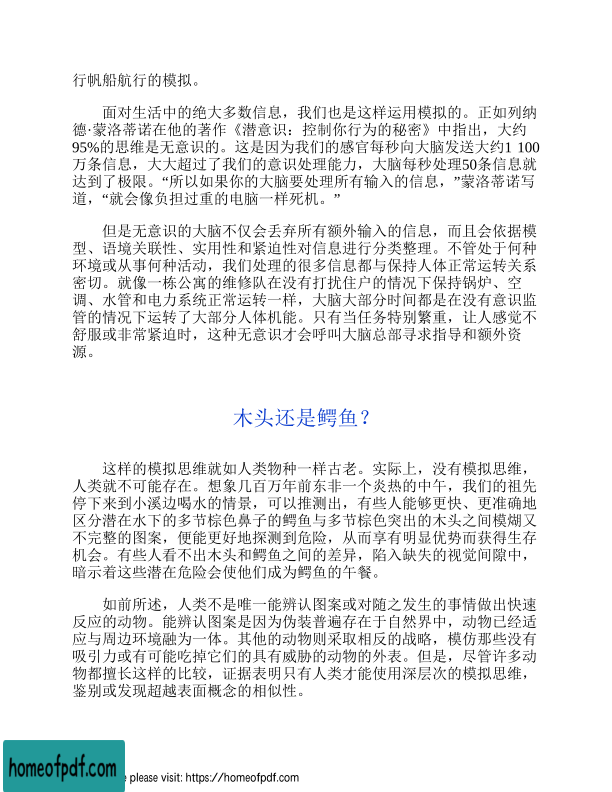 行帆船航行的模拟。
面对生活中的绝大多数信息，我们也是这样运用模拟的。正如列纳
德·蒙洛蒂诺在他的著作《潜意识：控制你行为的秘密》中指出，大约
95%的思维是无意识的。这是因为我们的感官每秒向大脑发送大约1 100
万条信息，大大超过了我们的意识处理能力，大脑每秒处理50条信息就
达到了极限。“所以如果你的大脑要处理所有输入的信息，”蒙洛蒂诺写
道，“就会像负担过重的电脑一样死机。”
但是无意识的大脑不仅会丢弃所有额外输入的信息，而且会依据模
型、语境关联性、实用性和紧迫性对信息进行分类整理。不管处于何种
环境或从事何种活动，我们处理的很多信息都与保持人体正常运转关系
密切。就像一栋公寓的维修队在没有打扰住户的情况下保持锅炉、空
调、水管和电力系统正常运转一样，大脑大部分时间都是在没有意识监
管的情况下运转了大部分人体机能。只有当任务特别繁重，让人感觉不
舒服或非常紧迫时，这种无意识才会呼叫大脑总部寻求指导和额外资
源。
木头还是鳄鱼？
这样的模拟思维就如人类物种一样古老。实际上，没有模拟思维，
人类就不可能存在。想象几百万年前东非一个炎热的中午，我们的祖先
停下来到小溪边喝水的情景，可以推测出，有些人能够更快、更准确地
区分潜在水下的多节棕色鼻子的鳄鱼与多节棕色突出的木头之间模煳又
不完整的图案，便能更好地探测到危险，从而享有明显优势而获得生存
机会。有些人看不出木头和鳄鱼之间的差异，陷入缺失的视觉间隙中，
暗示着这些潜在危险会使他们成为鳄鱼的午餐。
如前所述，人类不是唯一能辨认图案或对随之发生的事情做出快速
反应的动物。能辨认图案是因为伪装普遍存在于自然界中，动物已经适
应与周边环境融为一体。其他的动物则采取相反的战略，模仿那些没有
吸引力或有可能吃掉它们的具有威胁的动物的外表。但是，尽管许多动
物都擅长这样的比较，证据表明只有人类才能使用深层次的模拟思维，
鉴别或发现超越表面概念的相似性。
homeofpdf.com
please visit: https://homeofpdf.com